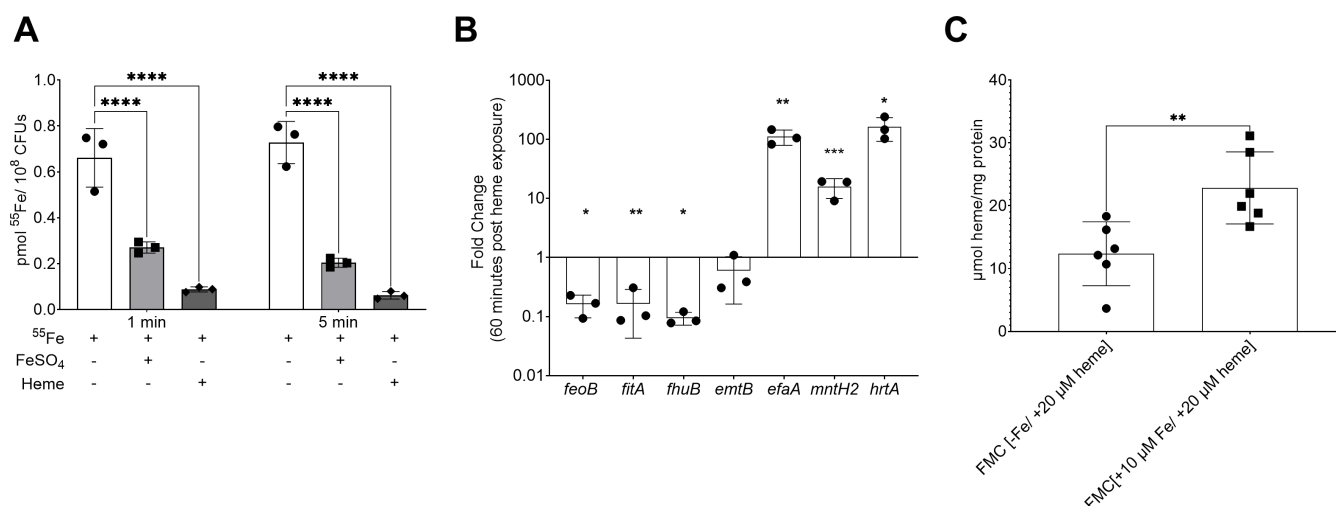 A
pmol ⁵⁵Fe/ 10⁸ CFUs
1.0
0.8
0.6
0.4
0.2
0.0
****
****
****
****
1 min
5 min
⁵⁵Fe + + + + + +
FeSO₄ - + - - + -
Heme - - + - - +
B
Fold Change
(60 minutes post heme exposure)
1000
100
10
1
0.1
0.01
* ** * ** *** *
feoB fitA fhuB emtB efaA mntH2 hrtA
C
μmol heme/mg protein
40
30
20
10
0
**
FMC [-Fe/ +20 μM heme]
FMC[+10 μM Fe/ +20 μM heme]